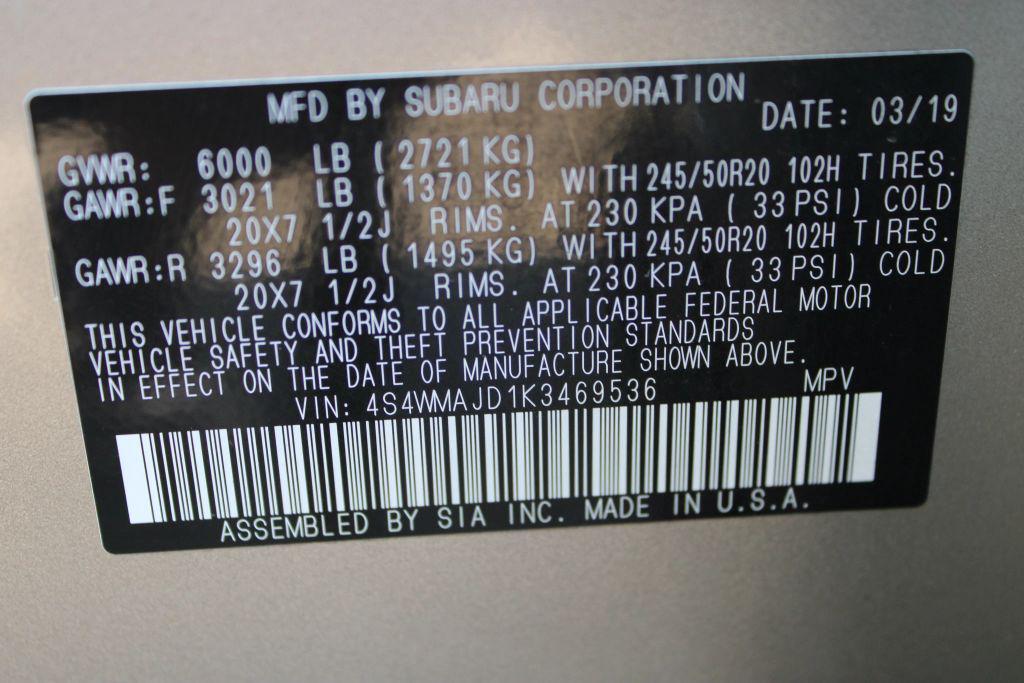 MFD BY SUBARU CORPORATION DATE: 03/19
GVWR: 6000 LB ( 2721 KG)
GAWR:F 3021 LB ( 1370 KG) WITH 245/50R20 102H TIRES.
20X7 1/2J RIMS. AT 230 KPA ( 33 PSI) COLD
GAWR:R 3296 LB ( 1495 KG) WITH 245/50R20 102H TIRES.
20X7 1/2J RIMS. AT 230 KPA ( 33 PSI) COLD
THIS VEHICLE CONFORMS TO ALL APPLICABLE FEDERAL MOTOR
VEHICLE SAFETY AND THEFT PREVENTION STANDARDS
IN EFFECT ON THE DATE OF MANUFACTURE SHOWN ABOVE.
VIN: 4S4WMAJD1K3469536 MPV
ASSEMBLED BY SIA INC. MADE IN U.S.A.